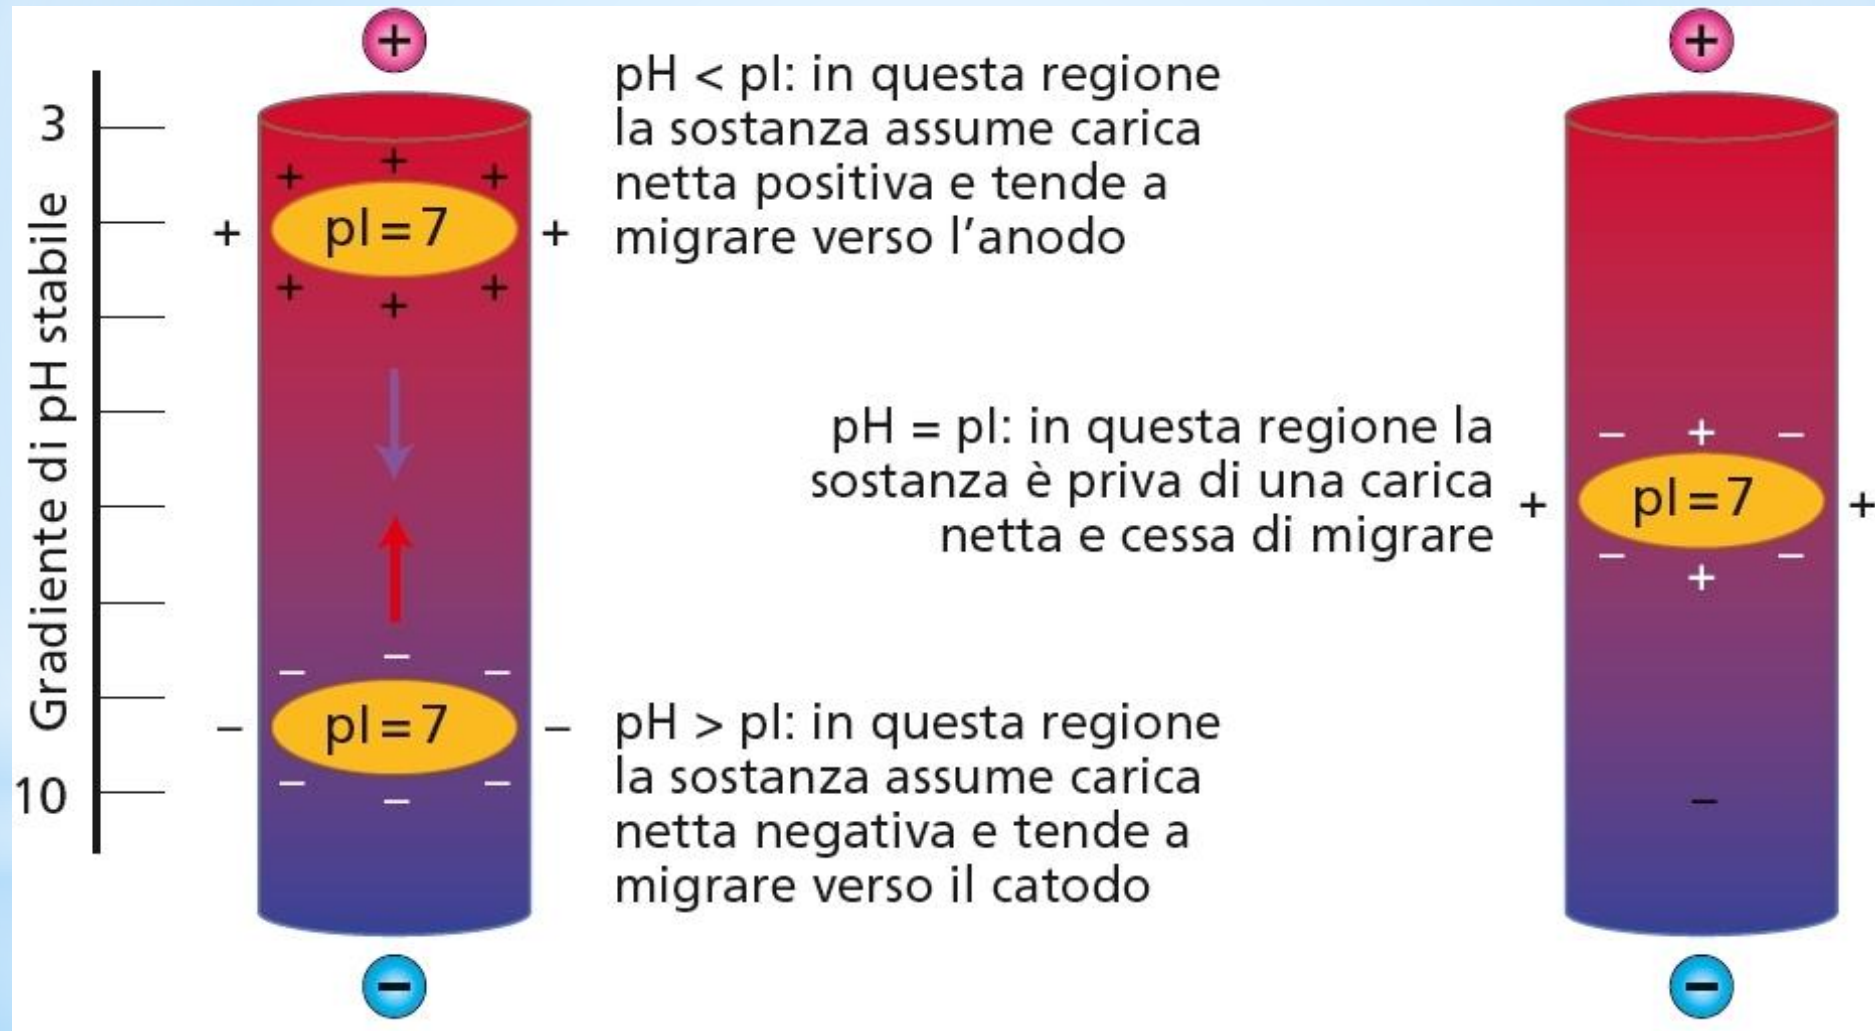 +
+
pH < pI: in questa regione
la sostanza assume carica
netta positiva e tende a
migrare verso l'anodo
3
+ + +
+ pI = 7 +
+ + +
Gradiente di pH stabile
pH = pI: in questa regione la
sostanza è priva di una carica
netta e cessa di migrare
− + −
+ pI = 7 +
− + −
− − −
− pI = 7 −
− − −
pH > pI: in questa regione
la sostanza assume carica
netta negativa e tende a
migrare verso il catodo
10
−
−
−